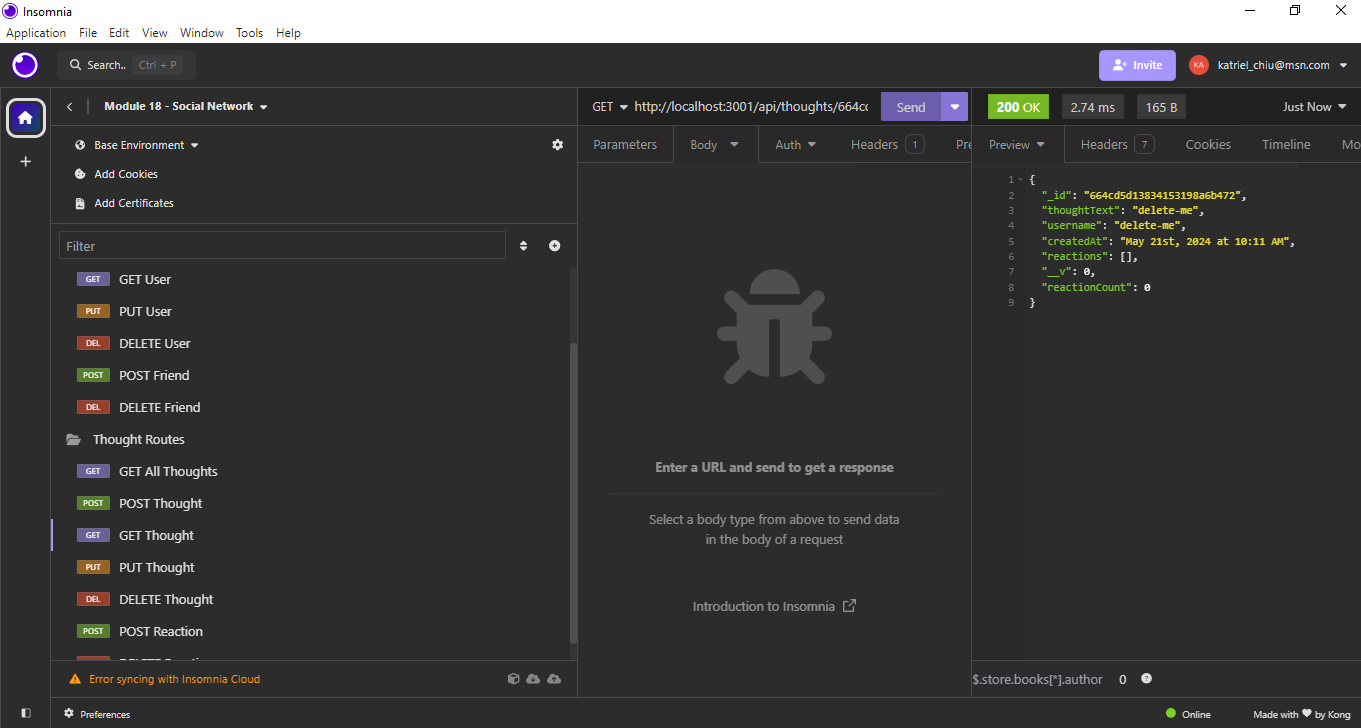 Insomnia
Application File Edit View Window Tools Help
Search.. Ctrl + P
Invite
KA
katriel_chiu@msn.com
Module 18 - Social Network
Base Environment
Add Cookies
Add Certificates
Filter
GET GET User
PUT PUT User
DEL DELETE User
POST POST Friend
DEL DELETE Friend
Thought Routes
GET GET All Thoughts
POST POST Thought
GET GET Thought
PUT PUT Thought
DEL DELETE Thought
POST POST Reaction
Error syncing with Insomnia Cloud
Preferences
GET http://localhost:3001/api/thoughts/664cc
Send
Parameters Body Auth Headers 1 Pre
Enter a URL and send to get a response
Select a body type from above to send data
in the body of a request
Introduction to Insomnia
200 OK 2.74 ms 165 B Just Now
Preview Headers 7 Cookies Timeline Mo
1 {
2 "_id": "664cd5d13834153198a6b472",
3 "thoughtText": "delete-me",
4 "username": "delete-me",
5 "createdAt": "May 21st, 2024 at 10:11 AM",
6 "reactions": [],
7 "__v": 0,
8 "reactionCount": 0
9 }
$.store.books[*].author 0 ?
Online
Made with ♥ by Kong